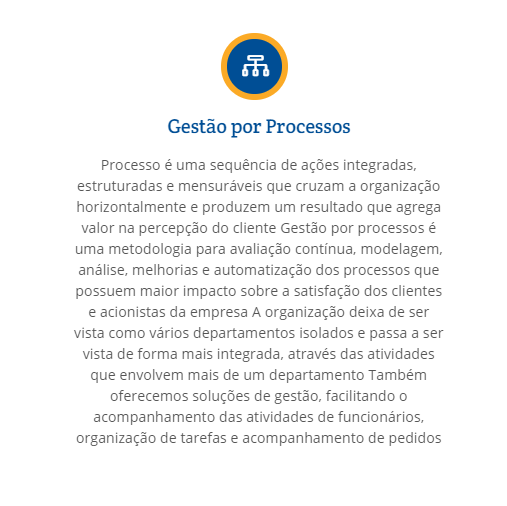 Gestão por Processos
Processo é uma sequência de ações integradas,
estruturadas e mensuráveis que cruzam a organização
horizontalmente e produzem um resultado que agrega
valor na percepção do cliente Gestão por processos é
uma metodologia para avaliação contínua, modelagem,
análise, melhorias e automatização dos processos que
possuem maior impacto sobre a satisfação dos clientes
e acionistas da empresa A organização deixa de ser
vista como vários departamentos isolados e passa a ser
vista de forma mais integrada, através das atividades
que envolvem mais de um departamento Também
oferecemos soluções de gestão, facilitando o
acompanhamento das atividades de funcionários,
organização de tarefas e acompanhamento de pedidos